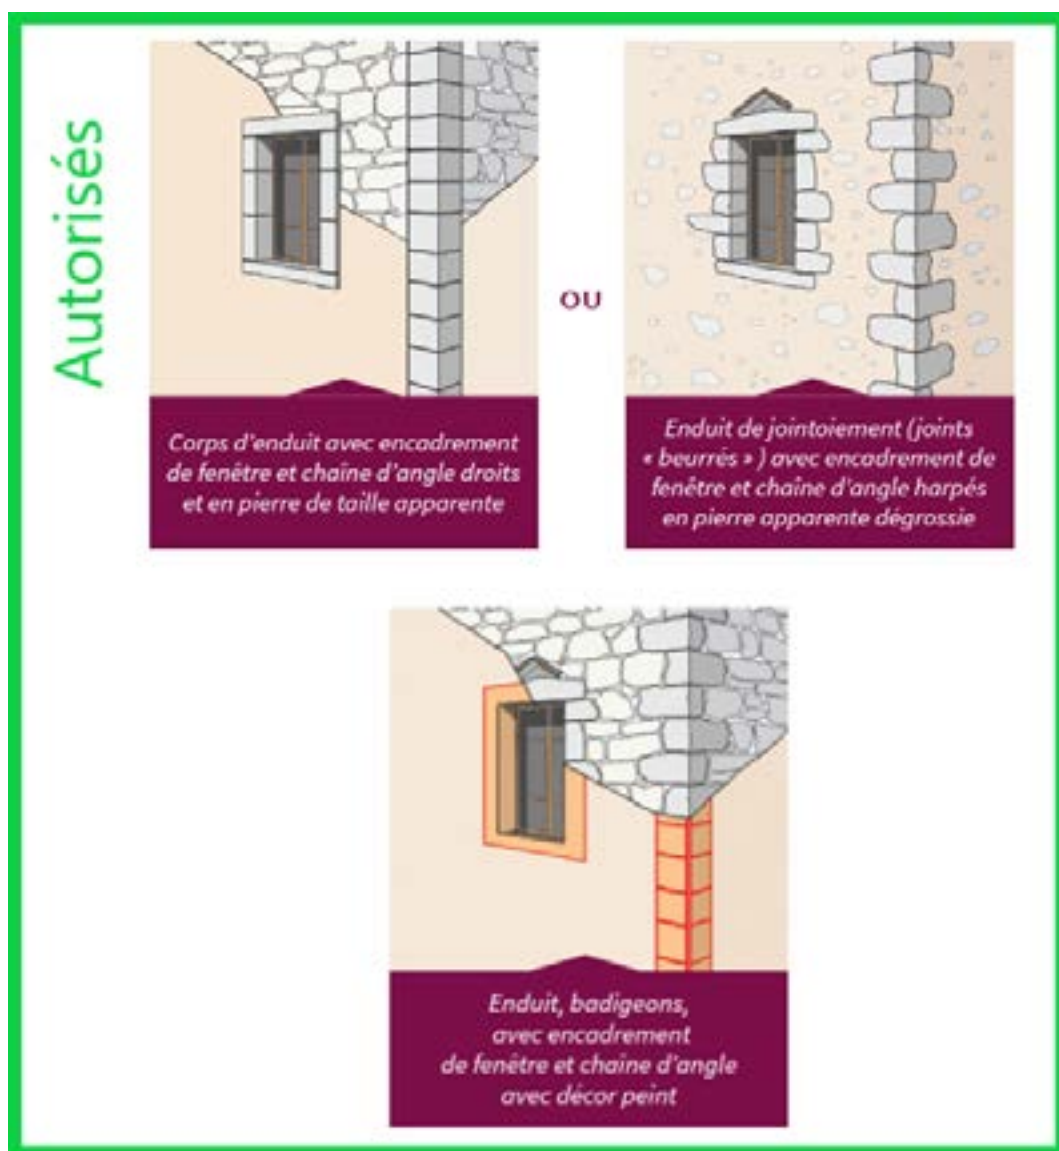 Autorisés
Corps d'enduit avec encadrement
de fenêtre et chaîne d'angle droits
et en pierre de taille apparente
OU
Enduit de jointoiement (joints
« beurrés » ) avec encadrement de
fenêtre et chaîne d'angle harpés
en pierre apparente dégrossie
Enduit, badigeons,
avec encadrement
de fenêtre et chaîne d'angle
avec décor peint